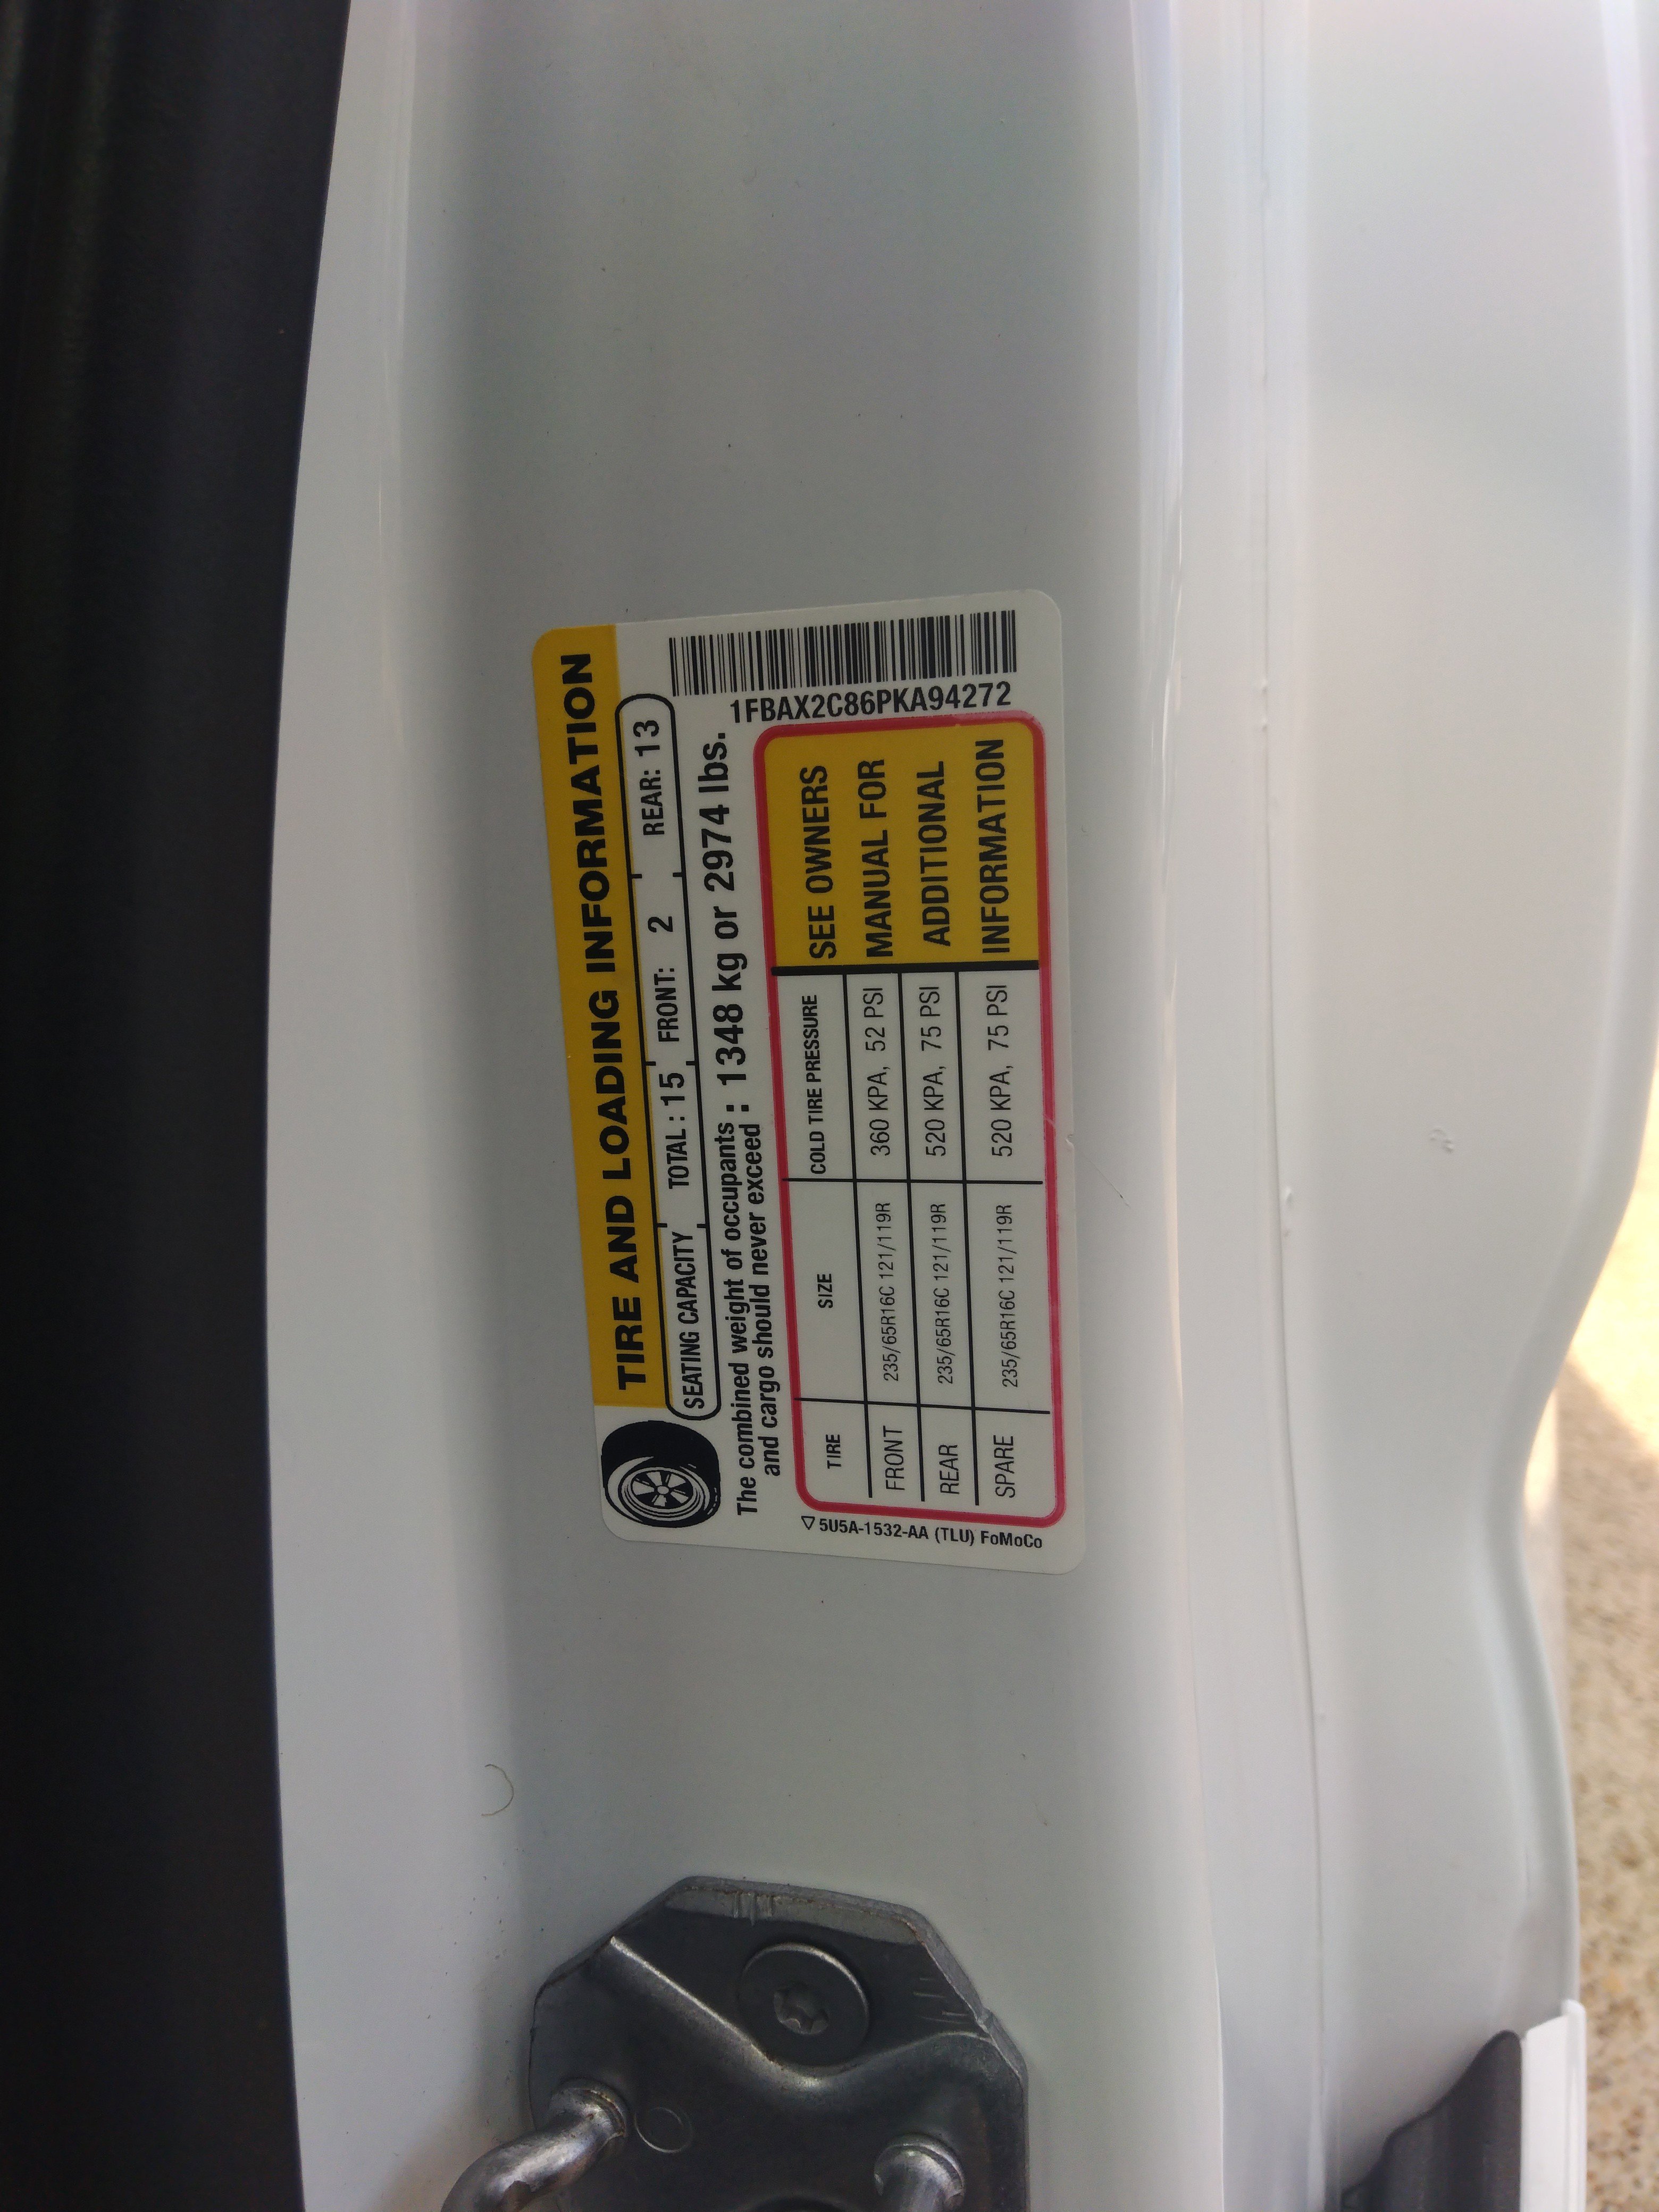 TIRE AND LOADING INFORMATION
SEATING CAPACITY TOTAL : 15 FRONT: 2 REAR: 13
The combined weight of occupants
and cargo should never exceed : 1348 kg or 2974 lbs.
1FBAX2C86PKA94272
TIRE SIZE COLD TIRE PRESSURE
FRONT 235/65R16C 121/119R 360 KPA, 52 PSI
REAR 235/65R16C 121/119R 520 KPA, 75 PSI
SPARE 235/65R16C 121/119R 520 KPA, 75 PSI
SEE OWNERS
MANUAL FOR
ADDITIONAL
INFORMATION
5U5A-1532-AA (TLU) FoMoCo